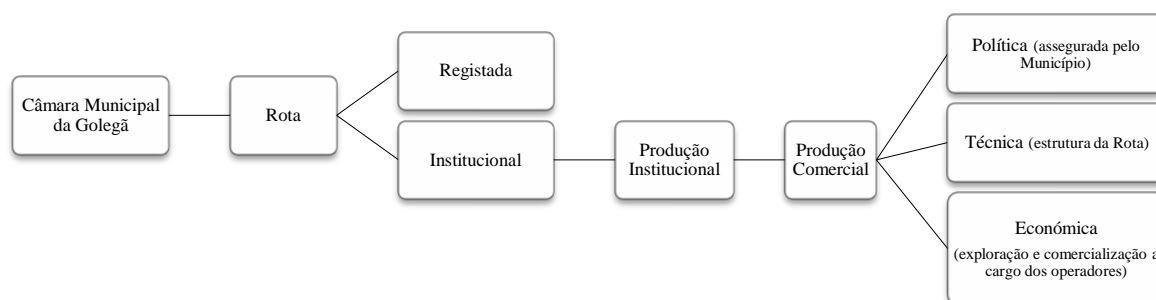 Câmara Municipal
da Golegã
Rota
Registada
Institucional
Produção
Institucional
Produção
Comercial
Política (assegurada pelo
Município)
Técnica (estrutura da Rota)
Económica
(exploração e comercialização a
cargo dos operadores)